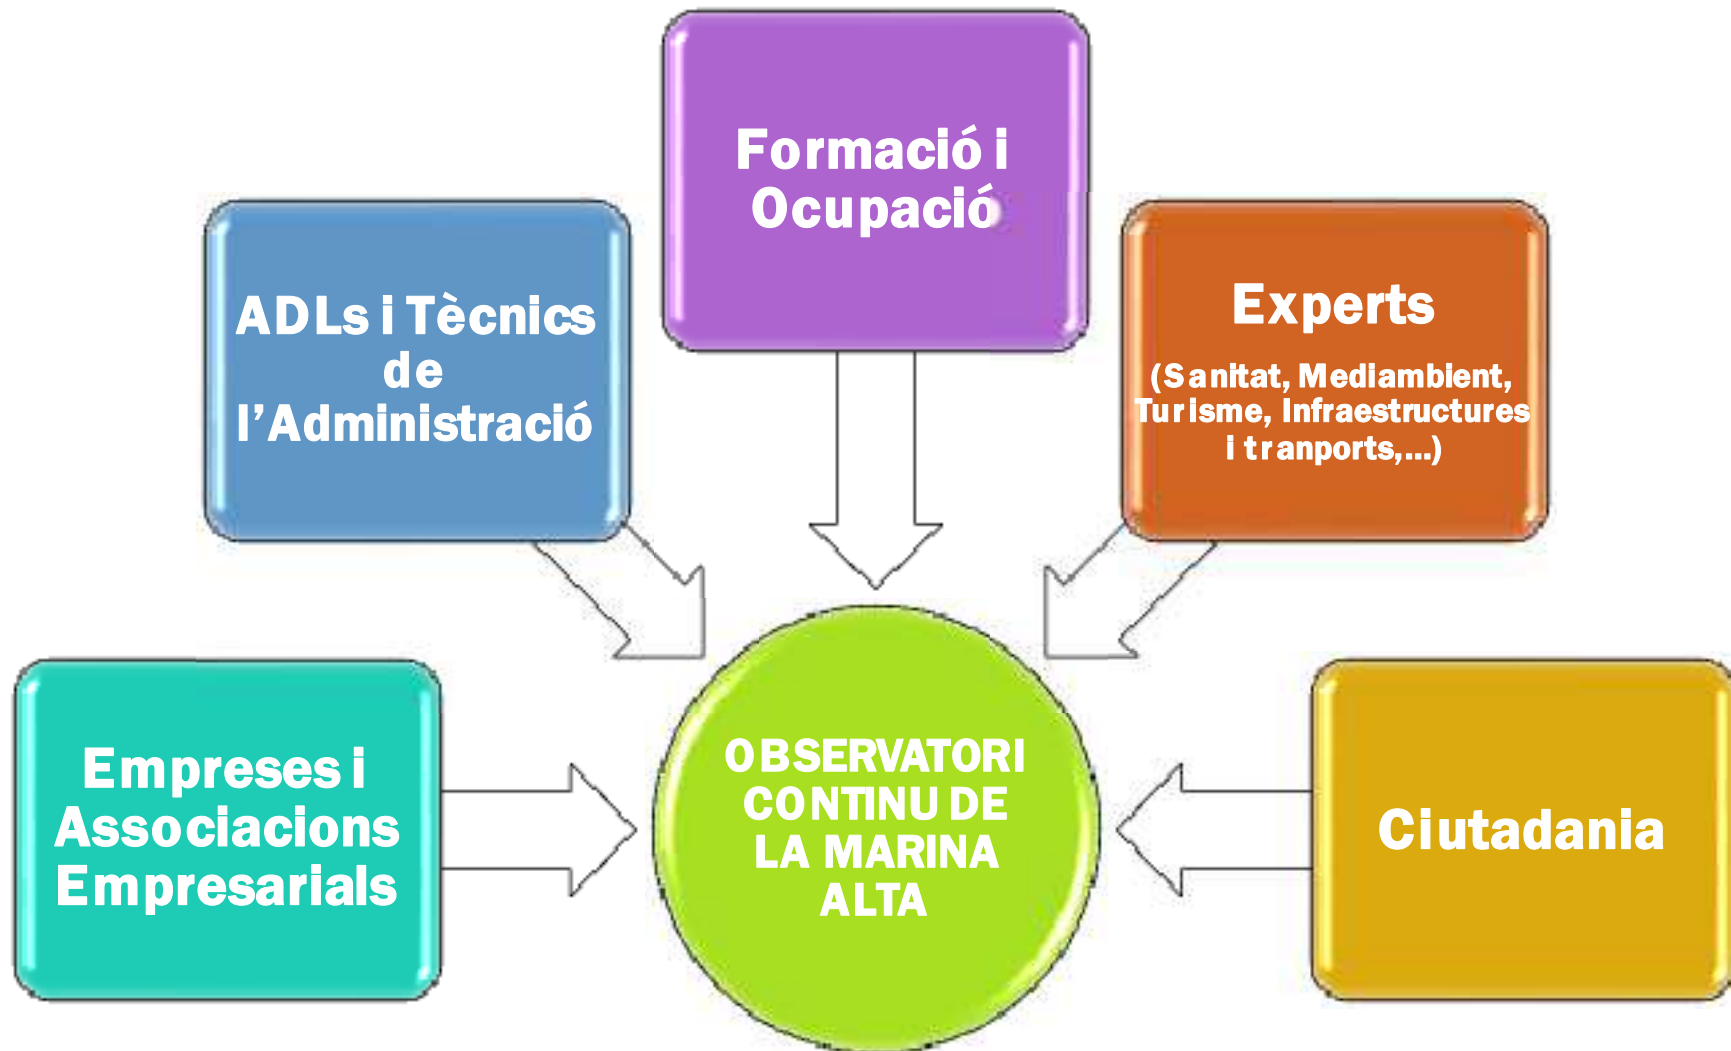 Formació i
Ocupació
ADLs i Tècnics
de
l’Administració
Experts
(Sanitat, Mediambient,
Turisme, Infraestructures
i tranports,...)
Empreses i
Associacions
Empresarials
OBSERVATORI
CONTINU DE
LA MARINA
ALTA
Ciutadania